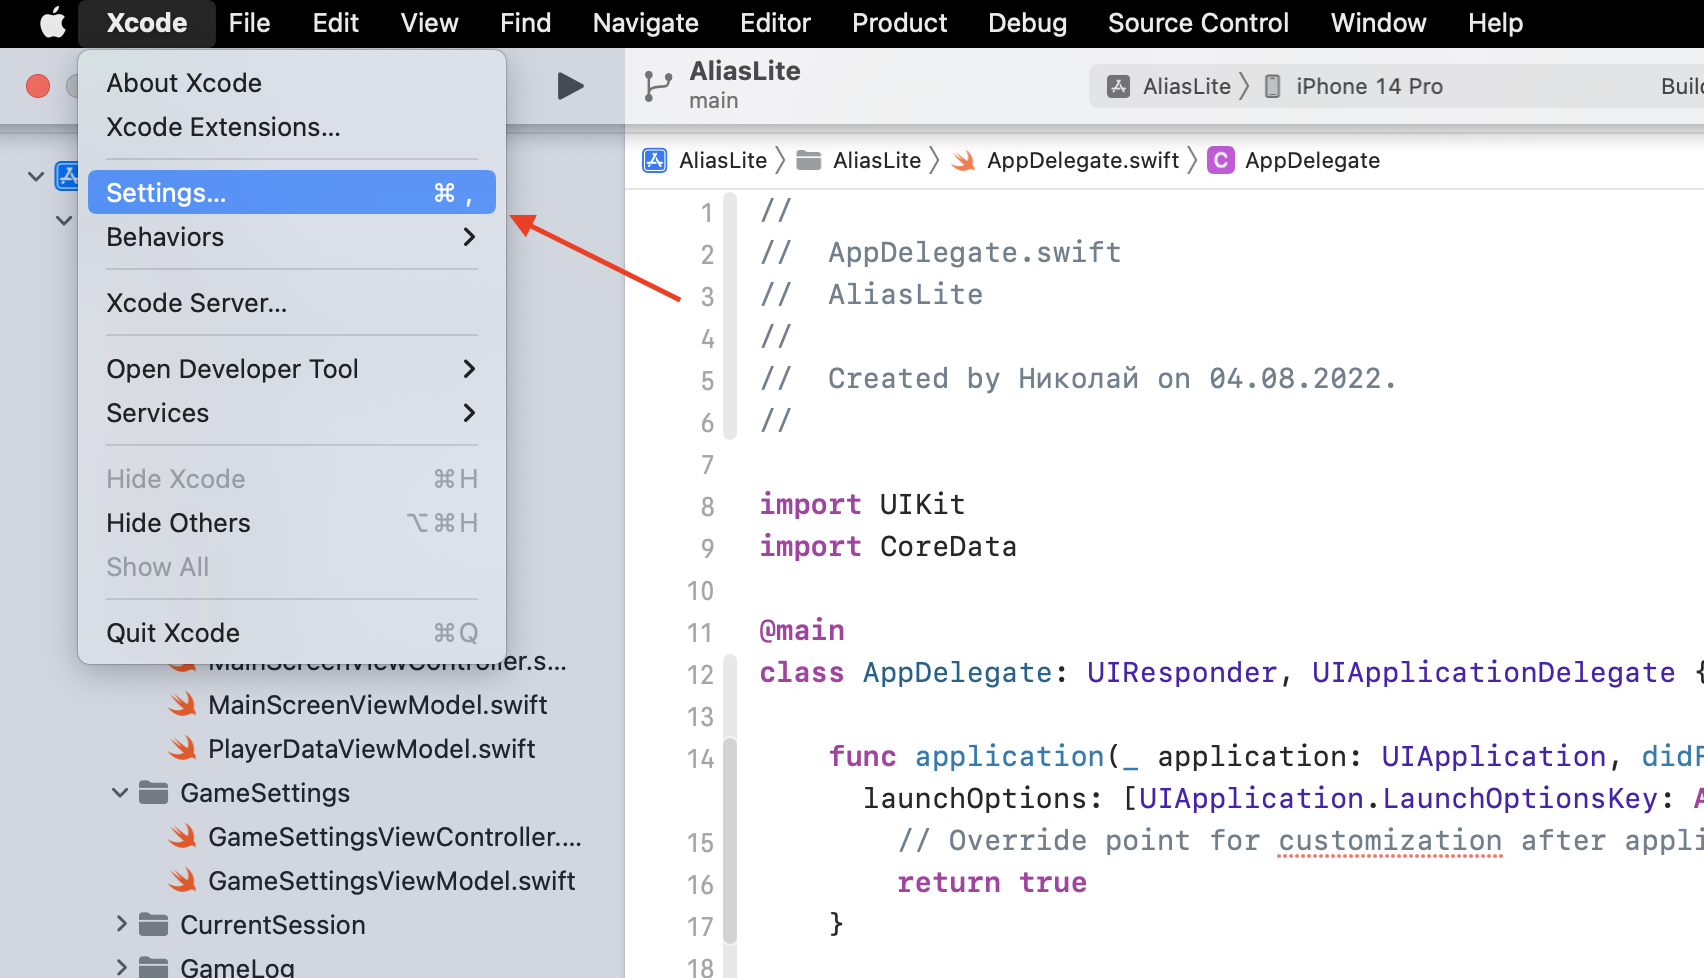 Xcode File Edit View Find Navigate Editor Product Debug Source Control Window Help
About Xcode
Xcode Extensions...
Settings... ⌘ ,
Behaviors
Xcode Server...
Open Developer Tool
Services
Hide Xcode ⌘H
Hide Others ⌥⌘H
Show All
Quit Xcode ⌘Q
MainScreenViewController.s...
MainScreenViewModel.swift
PlayerDataViewModel.swift
GameSettings
GameSettingsViewController....
GameSettingsViewModel.swift
CurrentSession
GameLog
AliasLite
main
AliasLite iPhone 14 Pro
AliasLite AliasLite AppDelegate.swift C AppDelegate
1 //
2 // AppDelegate.swift
3 // AliasLite
4 //
5 // Created by Николай on 04.08.2022.
6 //
7
8 import UIKit
9 import CoreData
10
11 @main
12 class AppDelegate: UIResponder, UIApplicationDelegate {
13
14 func application(_ application: UIApplication,
launchOptions: [UIApplication.LaunchOptionsKey:
15 // Override point for customization after
16 return true
17 }
18